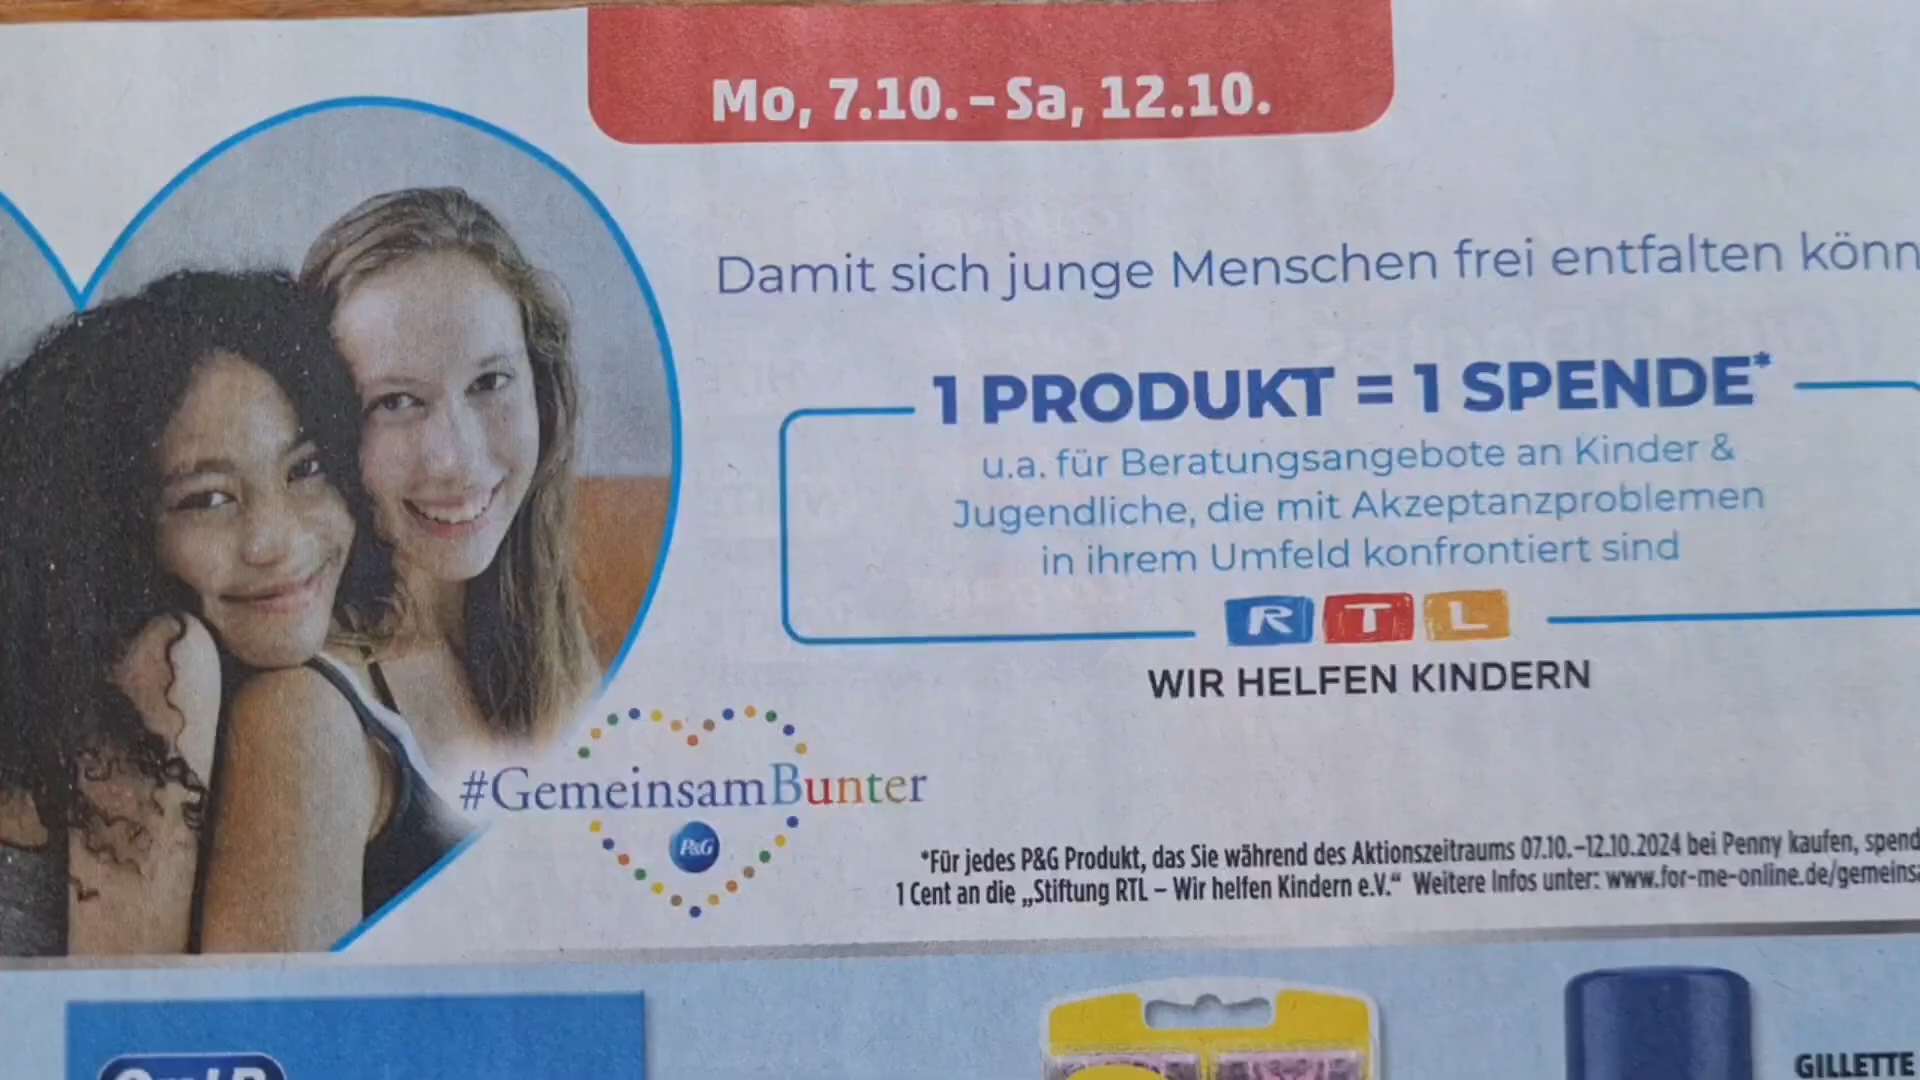 Mo, 7.10. – Sa, 12.10.
Damit sich junge Menschen frei entfalten könn
1 PRODUKT = 1 SPENDE*
u.a. für Beratungsangebote an Kinder &
Jugendliche, die mit Akzeptanzproblemen
in ihrem Umfeld konfrontiert sind
RTL
WIR HELFEN KINDERN
#GemeinsamBunter
P&G
*Für jedes P&G Produkt, das Sie während des Aktionszeitraums 07.10.–12.10.2024 bei Penny kaufen, spend
1 Cent an die „Stiftung RTL – Wir helfen Kindern e.V.“ Weitere Infos unter: www.for-me-online.de/gemeinsa
GILLETTE